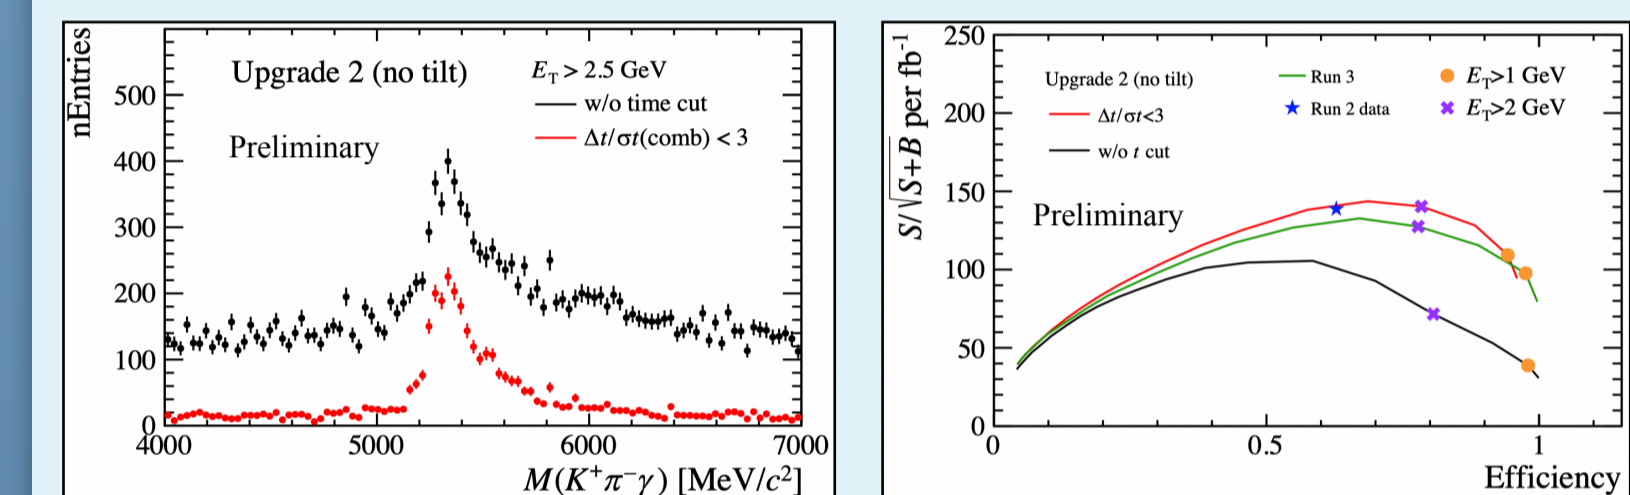 nEntries
Upgrade 2 (no tilt)
Preliminary
E_T > 2.5 GeV
w/o time cut
Δt/σt(comb) < 3
500
400
300
200
100
0
4000
5000
6000
7000
M(K⁺π⁻γ) [MeV/c²]
S/√S+B per fb⁻¹
250
200
150
100
50
0
Upgrade 2 (no tilt)
Δt/σt<3
w/o t cut
Run 3
Run 2 data
E_T>1 GeV
E_T>2 GeV
Preliminary
0
0.5
1
Efficiency